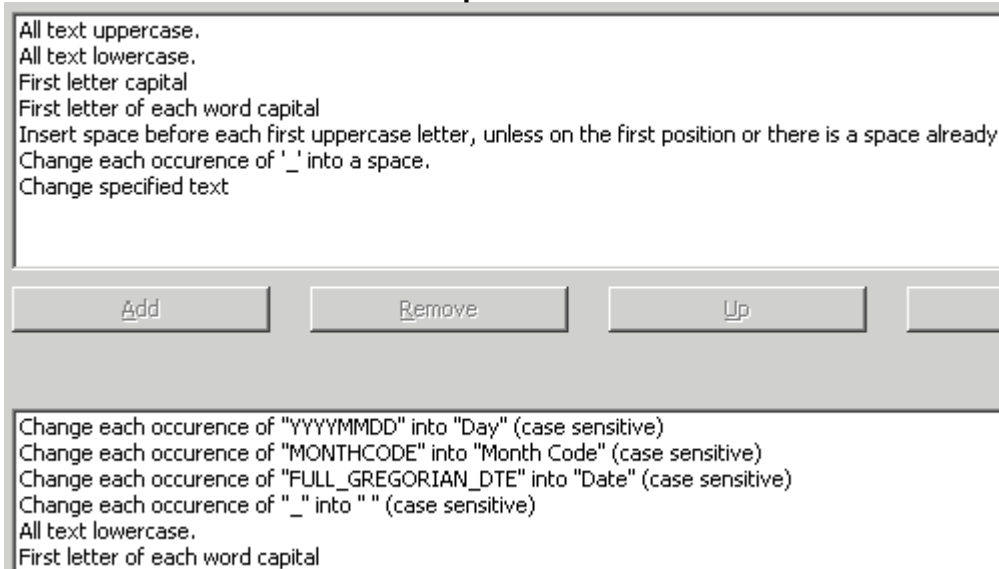 All text uppercase.
All text lowercase.
First letter capital
First letter of each word capital
Insert space before each first uppercase letter, unless on the first position or there is a space already
Change each occurence of '_' into a space.
Change specified text
Add Remove Up
Change each occurence of "YYYYMMDD" into "Day" (case sensitive)
Change each occurence of "MONTHCODE" into "Month Code" (case sensitive)
Change each occurence of "FULL_GREGORIAN_DTE" into "Date" (case sensitive)
Change each occurence of "_" into " " (case sensitive)
All text lowercase.
First letter of each word capital